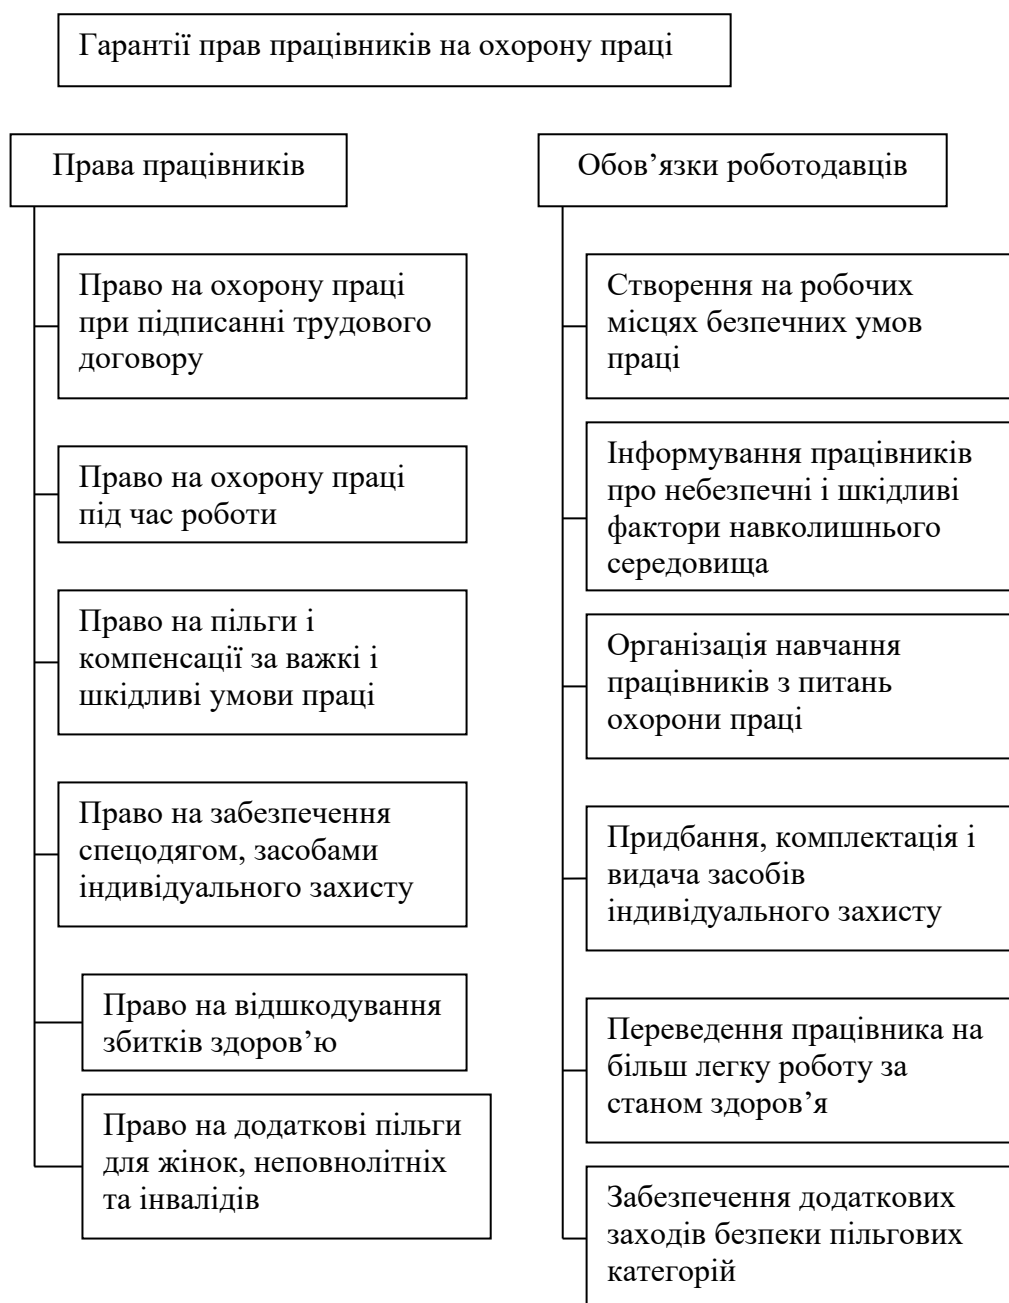 Гарантії прав працівників на охорону праці
Права працівників
Право на охорону праці
при підписанні трудового
договору
Право на охорону праці
під час роботи
Право на пільги і
компенсації за важкі і
шкідливі умови праці
Право на забезпечення
спецодягом, засобами
індивідуального захисту
Право на відшкодування
збитків здоров’ю
Право на додаткові пільги
для жінок, неповнолітніх
та інвалідів
Обов’язки роботодавців
Створення на робочих
місцях безпечних умов
праці
Інформування працівників
про небезпечні і шкідливі
фактори навколишнього
середовища
Організація навчання
працівників з питань
охорони праці
Придбання, комплектація і
видача засобів
індивідуального захисту
Переведення працівника на
більш легку роботу за
станом здоров’я
Забезпечення додаткових
заходів безпеки пільгових
категорій